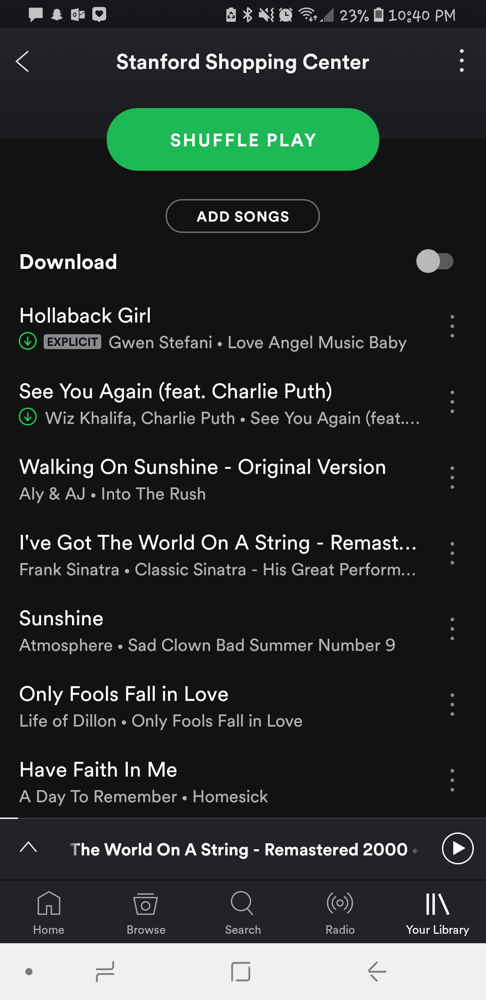 23% 10:40 PM
Stanford Shopping Center
SHUFFLE PLAY
ADD SONGS
Download
Hollaback Girl
EXPLICIT Gwen Stefani • Love Angel Music Baby
See You Again (feat. Charlie Puth)
Wiz Khalifa, Charlie Puth • See You Again (feat....
Walking On Sunshine - Original Version
Aly & AJ • Into The Rush
I've Got The World On A String - Remast...
Frank Sinatra • Classic Sinatra - His Great Perform...
Sunshine
Atmosphere • Sad Clown Bad Summer Number 9
Only Fools Fall in Love
Life of Dillon • Only Fools Fall in Love
Have Faith In Me
A Day To Remember • Homesick
The World On A String - Remastered 2000 •
Home Browse Search Radio Your Library